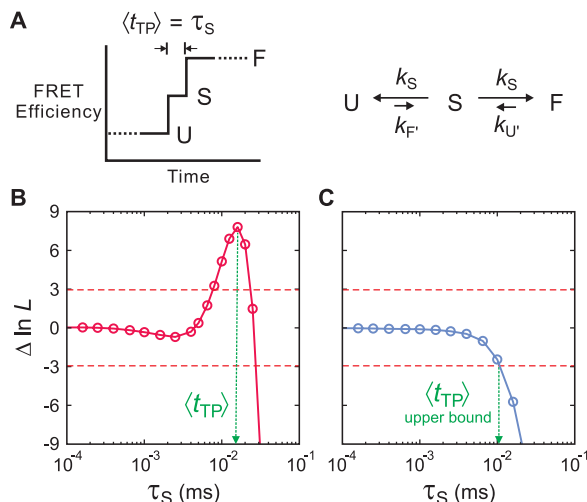 A
⟨tTP⟩ = τS
FRET
Efficiency
F
S
U
Time
kS kS
U S F
kF' kU'
B
C
9
6
3
0
-3
-6
-9
Δ ln L
⟨tTP⟩
⟨tTP⟩
upper bound
10-4 10-3 10-2 10-1
10-4 10-3 10-2 10-1
τS (ms)
τS (ms)